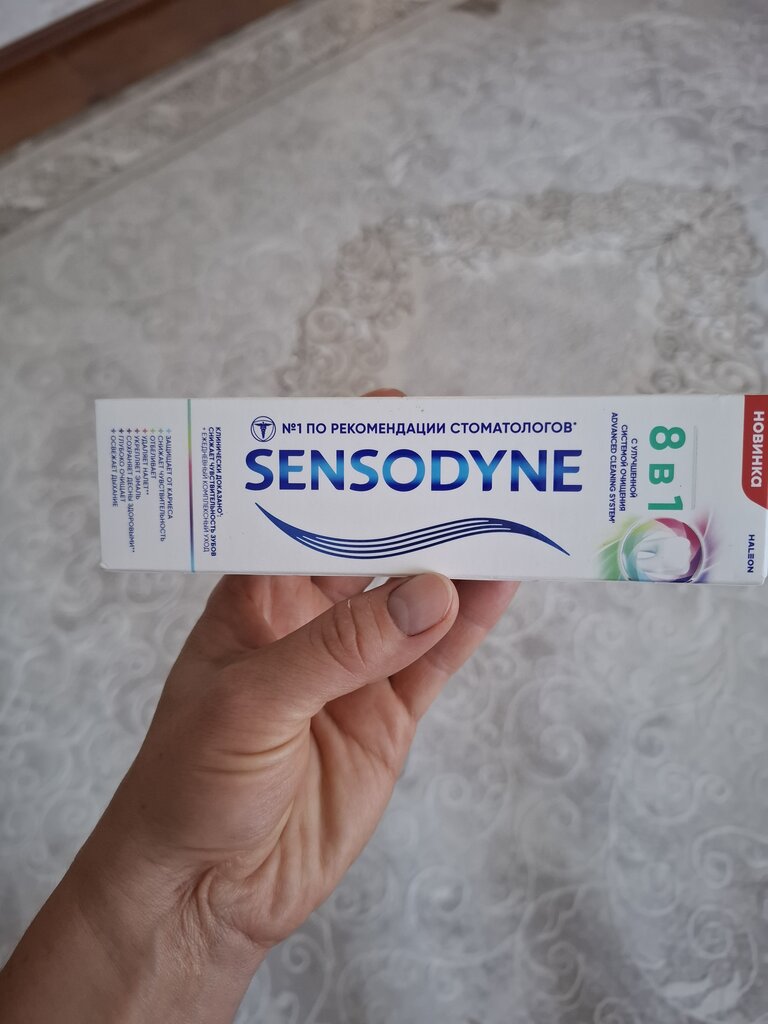 №1 ПО РЕКОМЕНДАЦИИ СТОМАТОЛОГОВ*
SENSODYNE
8 в 1
С УЛУЧШЕННОЙ
СИСТЕМОЙ ОЧИЩЕНИЯ
ADVANCED CLEANING SYSTEM
НОВИНКА
HALEON
КЛИНИЧЕСКИ ДОКАЗАНО:
СНИЖАЕТ ЧУВСТВИТЕЛЬНОСТЬ ЗУБОВ
+ ЕЖЕДНЕВНЫЙ КОМПЛЕКСНЫЙ УХОД
+ ЗАЩИЩАЕТ ОТ КАРИЕСА
+ СНИЖАЕТ ЧУВСТВИТЕЛЬНОСТЬ
+ ОТБЕЛИВАЕТ
+ УДАЛЯЕТ НАЛЕТ**
+ УКРЕПЛЯЕТ ЭМАЛЬ
+ СОХРАНЯЕТ ДЕСНЫ ЗДОРОВЫМИ**
+ ГЛУБОКО ОЧИЩАЕТ
+ ОСВЕЖАЕТ ДЫХАНИЕ